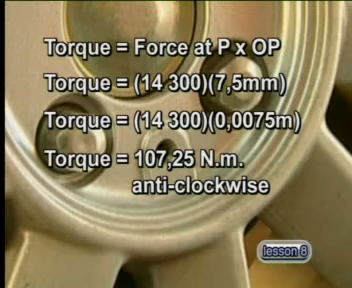 Torque = Force at P x OP
Torque = (14 300)(7,5mm)
Torque = (14 300)(0,0075m)
Torque = 107,25 N.m.
anti-clockwise
lesson 8